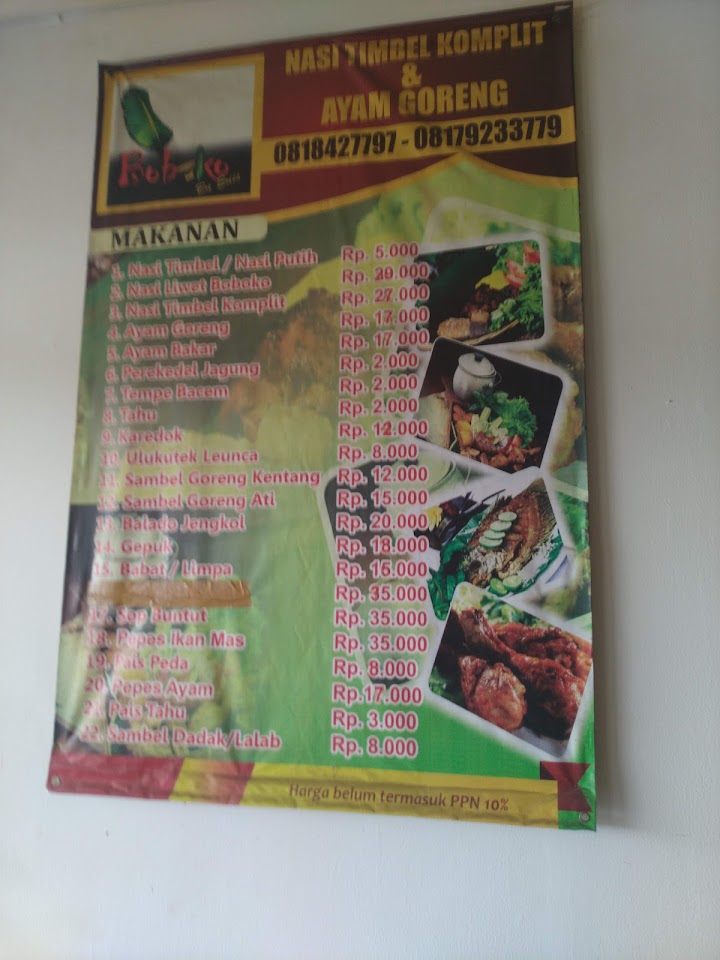 NASI TIMBEL KOMPLIT
&
AYAM GORENG
0818427797 - 08179233779
MAKANAN
1. Nasi Timbel / Nasi Putih Rp. 5.000
2. Nasi Liwet Boboko Rp. 29.000
3. Nasi Timbel Komplit Rp. 27.000
4. Ayam Goreng Rp. 17.000
5. Ayam Bakar Rp. 17.000
6. Perekedel Jagung Rp. 2.000
7. Tempe Bacem Rp. 2.000
8. Tahu Rp. 2.000
9. Karedok Rp. 12.000
10. Ulukutek Leunca Rp. 8.000
11. Sambel Goreng Kentang Rp. 12.000
12. Sambel Goreng Ati Rp. 15.000
13. Balado Jengkol Rp. 20.000
14. Gepuk Rp. 18.000
15. Babat / Limpa Rp. 16.000
Rp. 35.000
17. Sop Buntut Rp. 35.000
18. Pepes Ikan Mas Rp. 35.000
19. Pais Peda Rp. 8.000
20. Pepes Ayam Rp.17.000
21. Pais Tahu Rp. 3.000
22. Sambel Dadak/Lalab Rp. 8.000
Harga belum termasuk PPN 10%